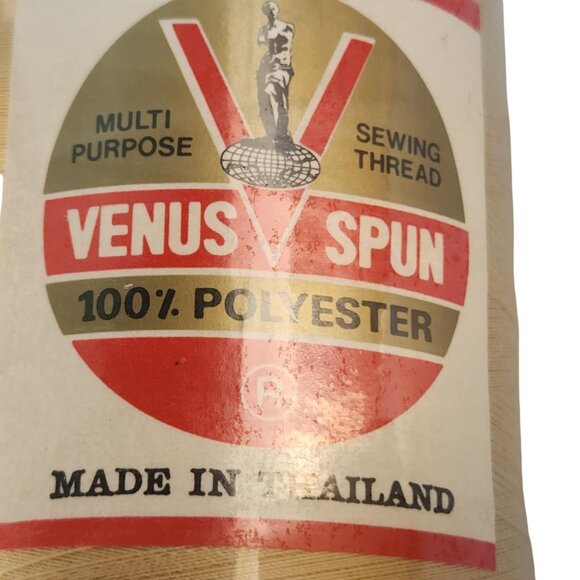 MULTI
PURPOSE
SEWING
THREAD
VENUS SPUN
100% POLYESTER
®
MADE IN THAILAND